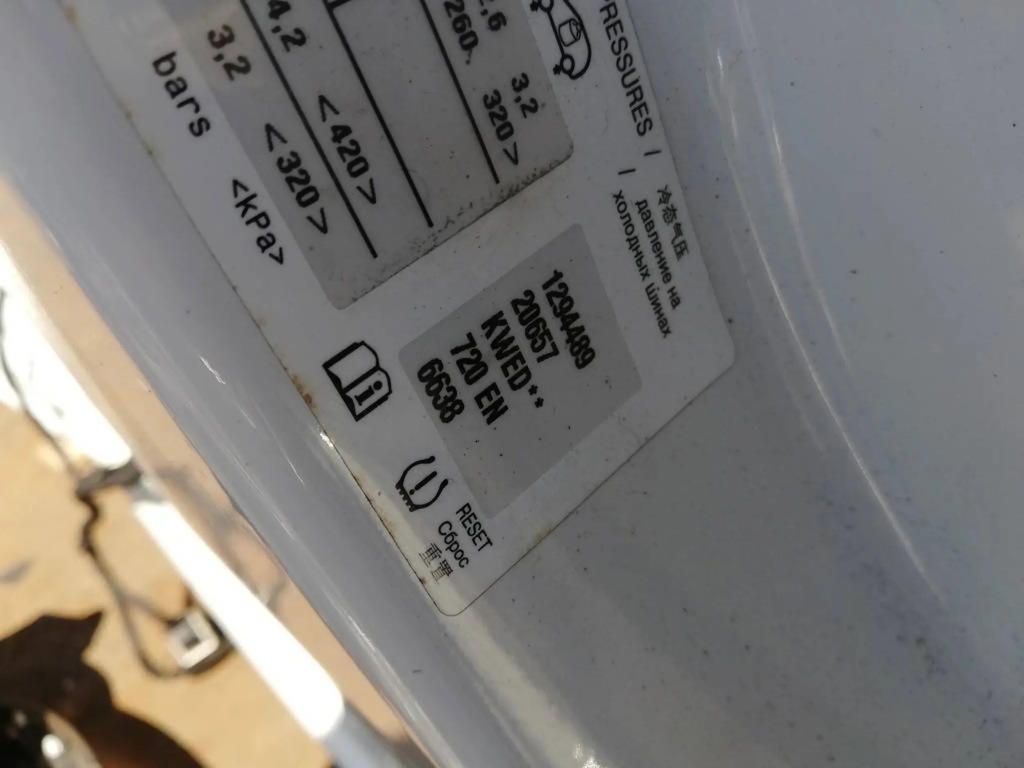 2,6
260
3,2
320>
4,2
<420>
3,2
<320>
bars <kPa>
PRESSURES /
冷态气压
/ давление на
холодных шинах
1294489
20657
KWED**
720 EN
6638
RESET
Сброс
重置